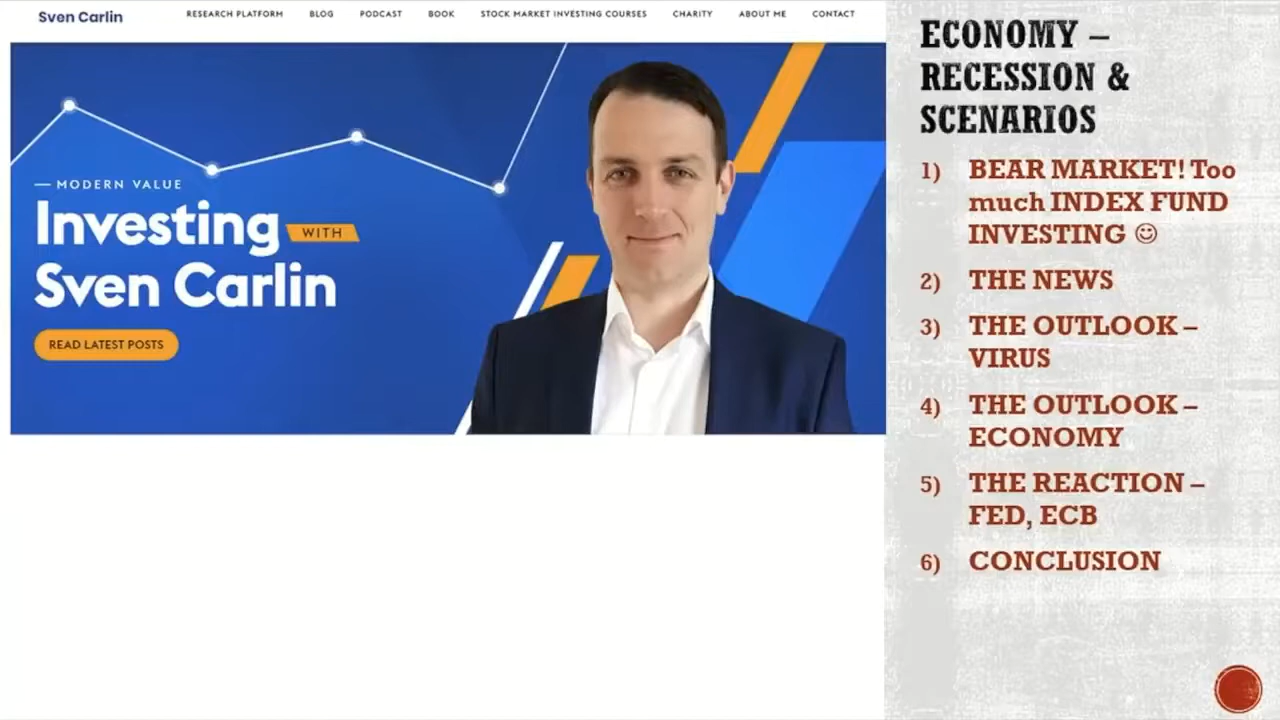 Sven Carlin
RESEARCH PLATFORM BLOG PODCAST BOOK STOCK MARKET INVESTING COURSES CHARITY ABOUT ME CONTACT
— MODERN VALUE
Investing WITH
Sven Carlin
READ LATEST POSTS
ECONOMY –
RECESSION &
SCENARIOS
1) BEAR MARKET! Too
much INDEX FUND
INVESTING ☺
2) THE NEWS
3) THE OUTLOOK –
VIRUS
4) THE OUTLOOK –
ECONOMY
5) THE REACTION –
FED, ECB
6) CONCLUSION